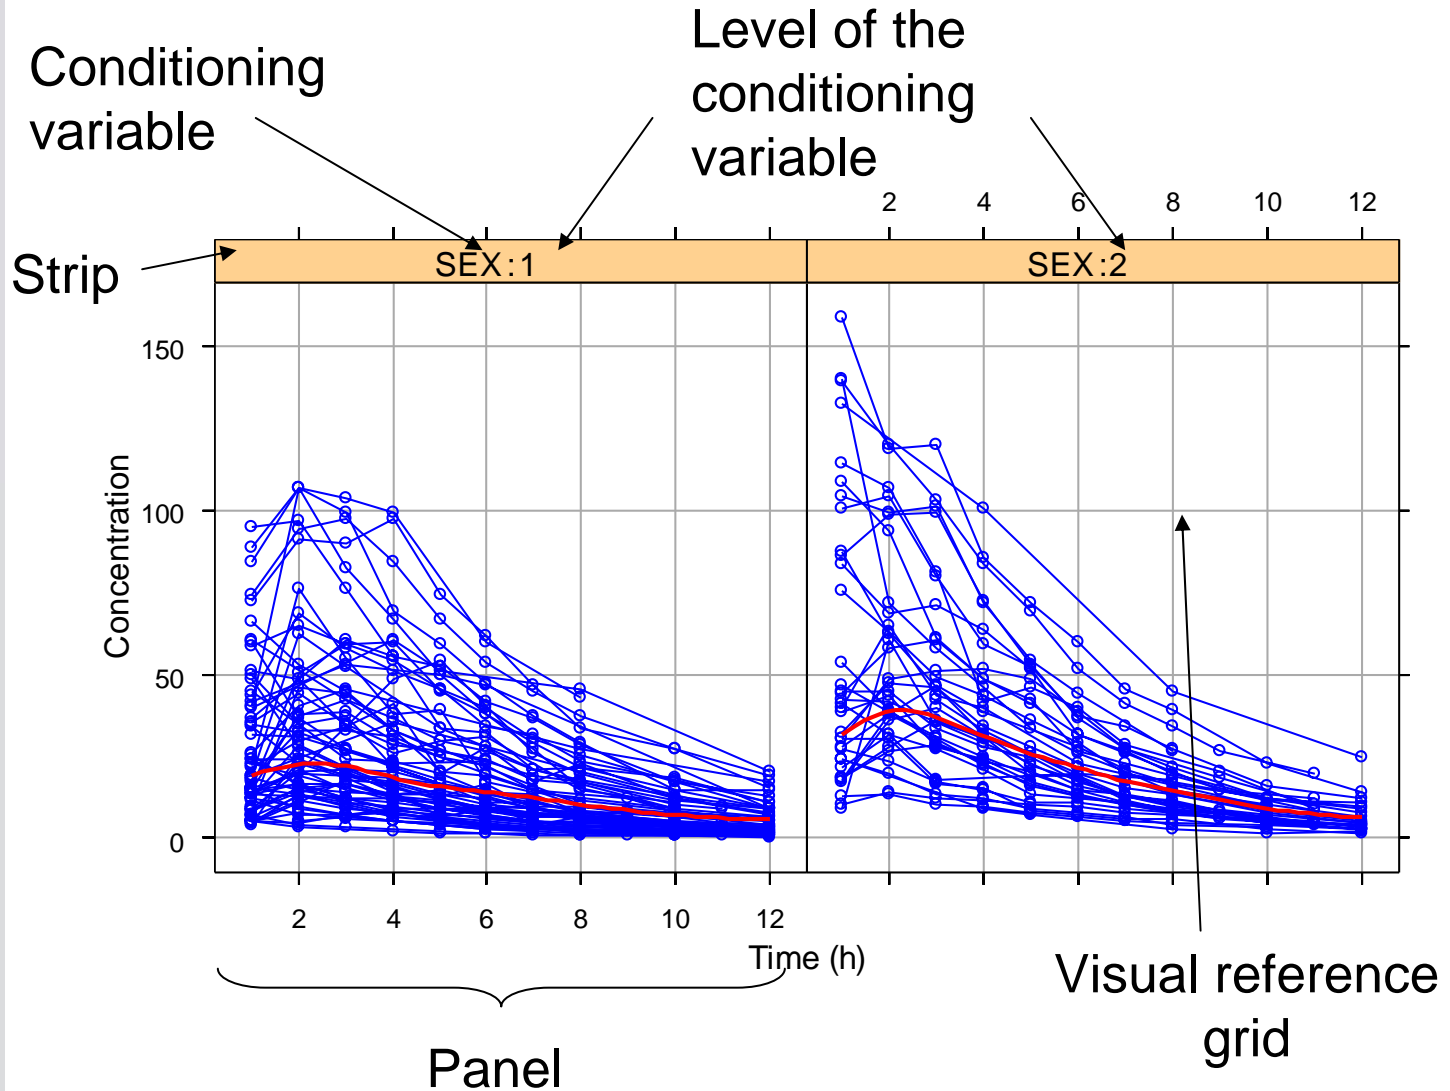 Conditioning
variable
Level of the
conditioning
variable
2 4 6 8 10 12
Strip
SEX:1
SEX:2
150
100
50
0
Concentration
2 4 6 8 10 12
Time (h)
Visual reference
grid
Panel